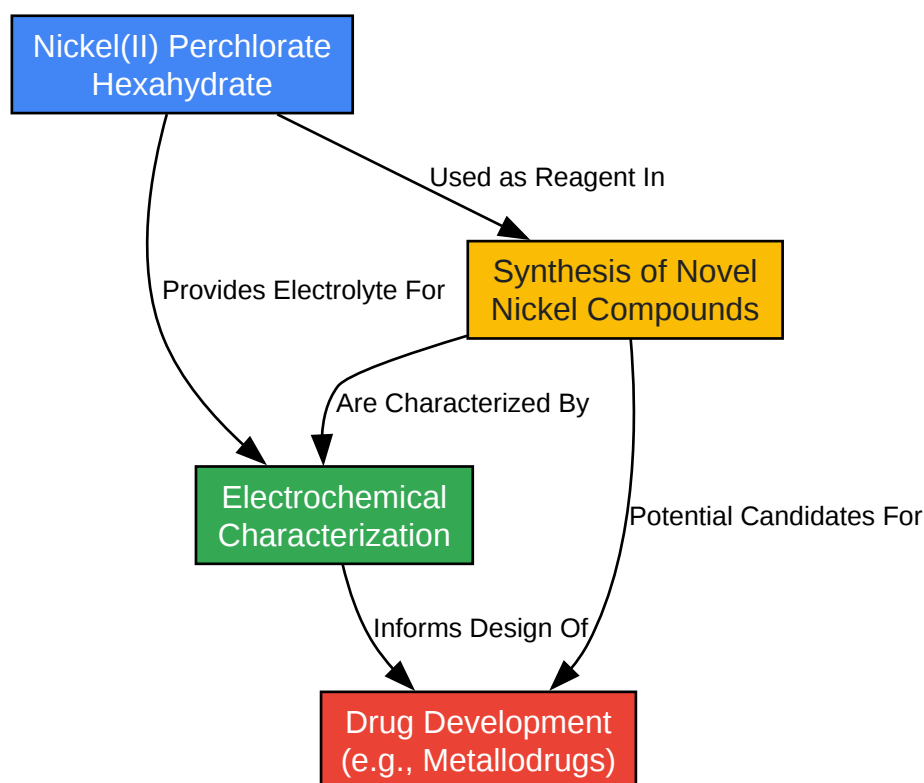 Nickel(II) Perchlorate
Hexahydrate
Used as Reagent In
Synthesis of Novel
Nickel Compounds
Provides Electrolyte For
Are Characterized By
Electrochemical
Characterization
Potential Candidates For
Informs Design Of
Drug Development
(e.g., Metallodrugs)